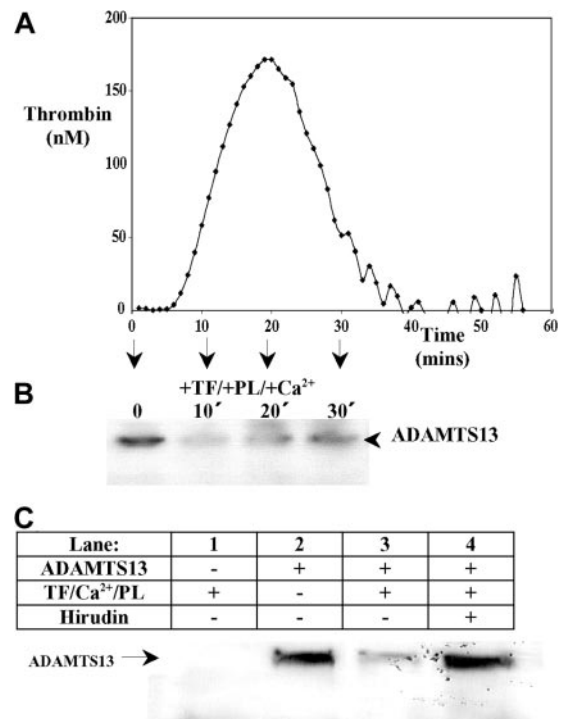 A
200
Thrombin
(nM)
150
100
50
0
0 10 20 30 40 50 60
Time
(mins)
B
+TF/+PL/+Ca²⁺
0 10´ 20´ 30´
ADAMTS13
C
Lane: 1 2 3 4
ADAMTS13 - + + +
TF/Ca²⁺/PL + - + +
Hirudin - - - +
ADAMTS13